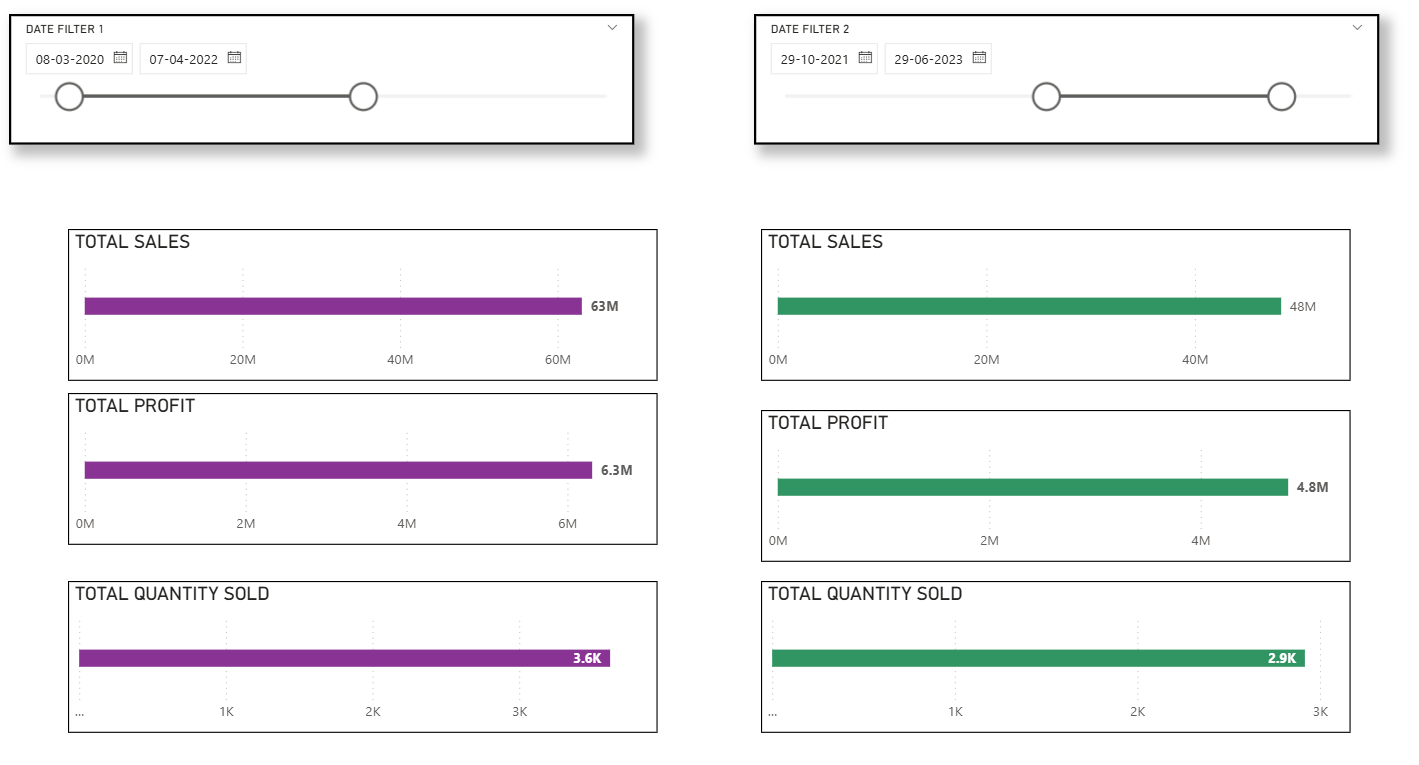 DATE FILTER 1
08-03-2020 07-04-2022
DATE FILTER 2
29-10-2021 29-06-2023
TOTAL SALES
63M
0M 20M 40M 60M
TOTAL PROFIT
6.3M
0M 2M 4M 6M
TOTAL QUANTITY SOLD
3.6K
... 1K 2K 3K
TOTAL SALES
48M
0M 20M 40M
TOTAL PROFIT
4.8M
0M 2M 4M
TOTAL QUANTITY SOLD
2.9K
... 1K 2K 3K